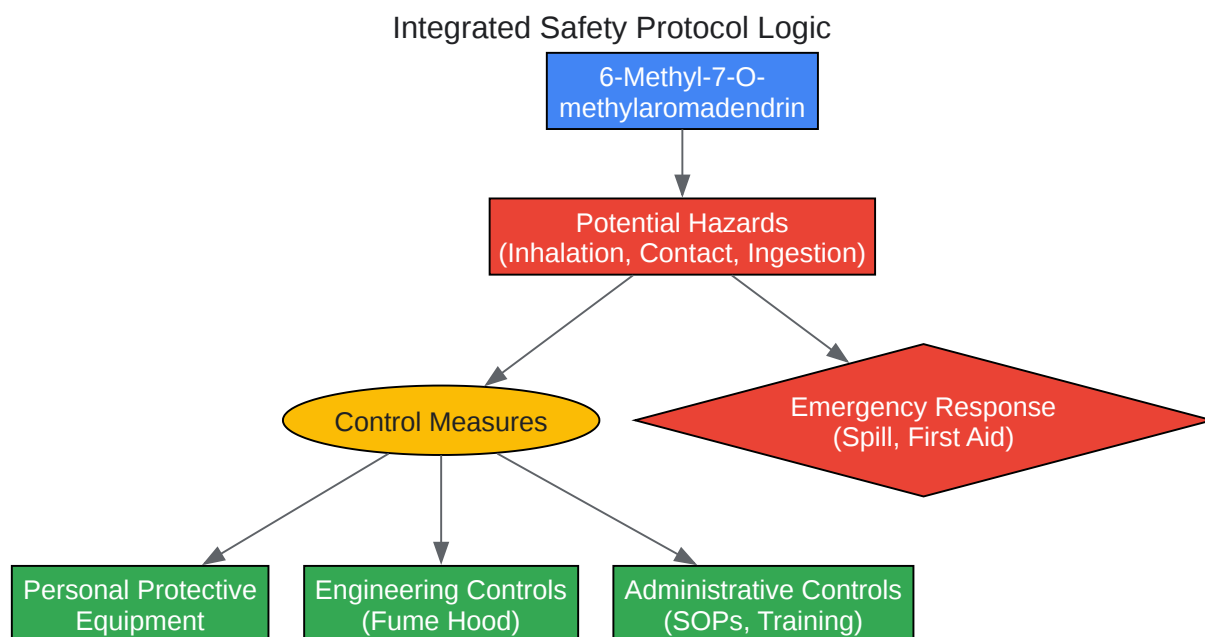 Integrated Safety Protocol Logic
6-Methyl-7-O-
methylaromadendrin
Potential Hazards
(Inhalation, Contact, Ingestion)
Control Measures
Emergency Response
(Spill, First Aid)
Personal Protective
Equipment
Engineering Controls
(Fume Hood)
Administrative Controls
(SOPs, Training)